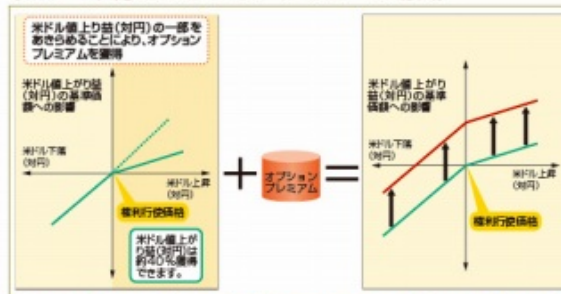 米ドル値上り益(対円)の一部を
あきらめることにより、オプション
プレミアムを獲得
米ドル値上がり益
(対円)の基準価
額への影響
米ドル下落
(対円)
米ドル上昇
(対円)
権利行使価格
米ドル値上が
り益(対円)は
約40%獲得
できます。
+
オプション
プレミアム
=
米ドル値上がり
益(対円)の基準
価額への影響
米ドル下落
(対円)
米ドル上昇
(対円)
権利行使価格